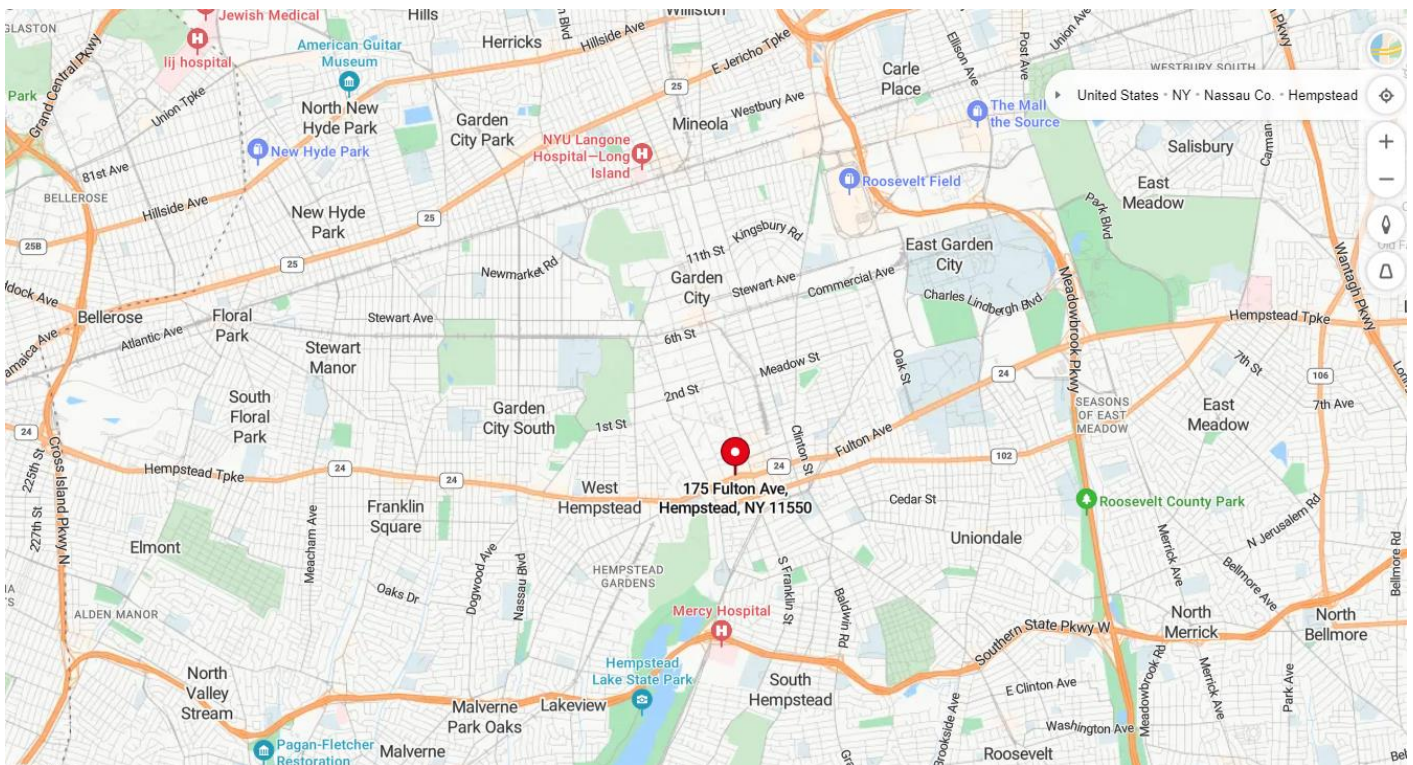 GLASTON
Jewish Medical
lij hospital
Hills
Williston
Herricks
Hillside Ave
American Guitar
Museum
E Jericho Tpke
25
Carle
Place
Ellison Ave
Post Ave
Union Ave
WESTBURY SOUTH
United States • NY • Nassau Co. • Hempstead
Grand Central Pkwy
Park
Union Tpke
North New
Hyde Park
Garden
City Park
Mineola
Westbury Ave
The Mall
the Source
Salisbury
Carman
New Hyde Park
NYU Langone
Hospital—Long
Island
Roosevelt Field
81st Ave
BELLEROSE
Hillside Ave
New Hyde
Park
25
East
Meadow
Park Blvd
25B
25
Newmarket Rd
11th St
Kingsbury Rd
East Garden
City
Garden
City
Stewart Ave
Commercial Ave
Charles Lindbergh Blvd
Meadowbrook Pkwy
Wantagh Pkwy
Bellerose
Floral
Park
Atlantic Ave
Stewart Ave
6th St
Hempstead Tpke
Jamaica Ave
Stewart
Manor
Meadow St
Oak St
24
7th St
106
South
Floral
Park
Garden
City South
2nd St
1st St
SEASONS
OF EAST
MEADOW
East
Meadow
7th Ave
24
225th St
227th St
Cross Island Pkwy N
Hempstead Tpke
24
24
Clinton St
Fulton Ave
24
102
West
Hempstead
175 Fulton Ave,
Hempstead, NY 11550
Cedar St
Roosevelt County Park
Franklin
Square
Meacham Ave
Elmont
Uniondale
N Jerusalem Rd
Merrick Ave
Bellmore Ave
Bellmore Rd
Dogwood Ave
Nassau Blvd
HEMPSTEAD
GARDENS
S Franklin St
Baldwin Rd
Oaks Dr
ALDEN MANOR
Mercy Hospital
Southern State Pkwy W
North
Merrick
North
Bellmore
North
Valley
Stream
Hempstead
Lake State Park
South
Hempstead
E Clinton Ave
Meadowbrook Rd
Merrick Ave
Park Ave
Malverne
Park Oaks
Lakeview
Brookside Ave
Washington Ave
Pagan-Fletcher
Restoration
Malverne
Roosevelt